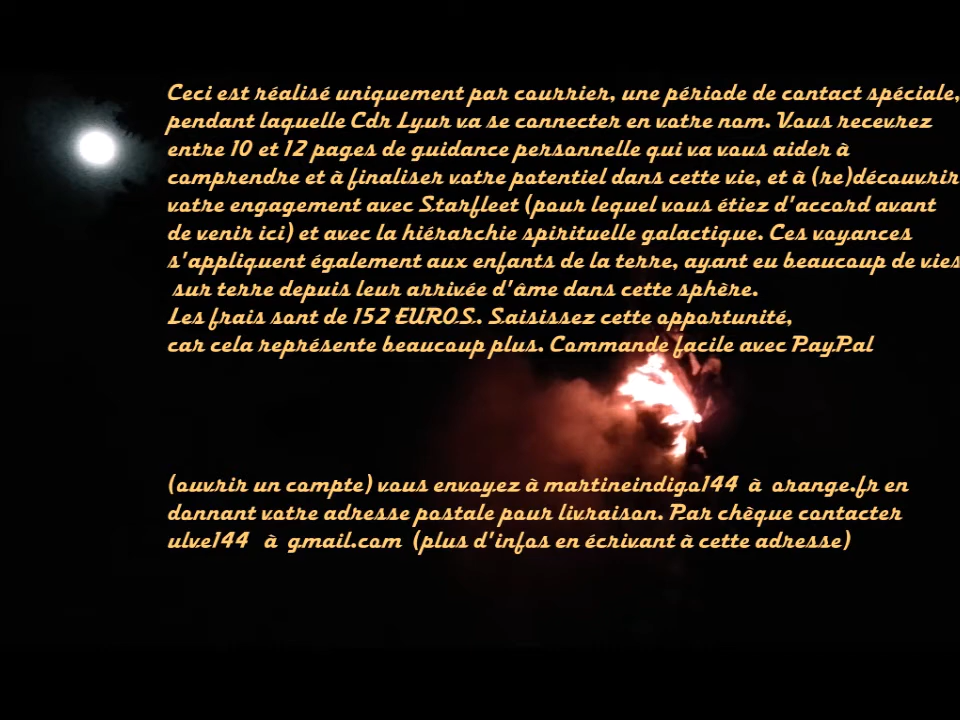 Ceci est réalisé uniquement par courrier, une période de contact spéciale,
pendant laquelle Cdr Lyur va se connecter en votre nom. Vous recevrez
entre 10 et 12 pages de guidance personnelle qui va vous aider à
comprendre et à finaliser votre potentiel dans cette vie, et à (re)découvrir
votre engagement avec Starfleet (pour lequel vous étiez d'accord avant
de venir ici) et avec la hiérarchie spirituelle galactique. Ces voyances
s'appliquent également aux enfants de la terre, ayant eu beaucoup de vies
sur terre depuis leur arrivée d'âme dans cette sphère.
Les frais sont de 152 EUROS. Saisissez cette opportunité,
car cela représente beaucoup plus. Commande facile avec PayPal
(ouvrir un compte) vous envoyez à martineindigo144 à orange.fr en
donnant votre adresse postale pour livraison. Par chèque contacter
ulve144 à gmail.com (plus d'infos en écrivant à cette adresse)